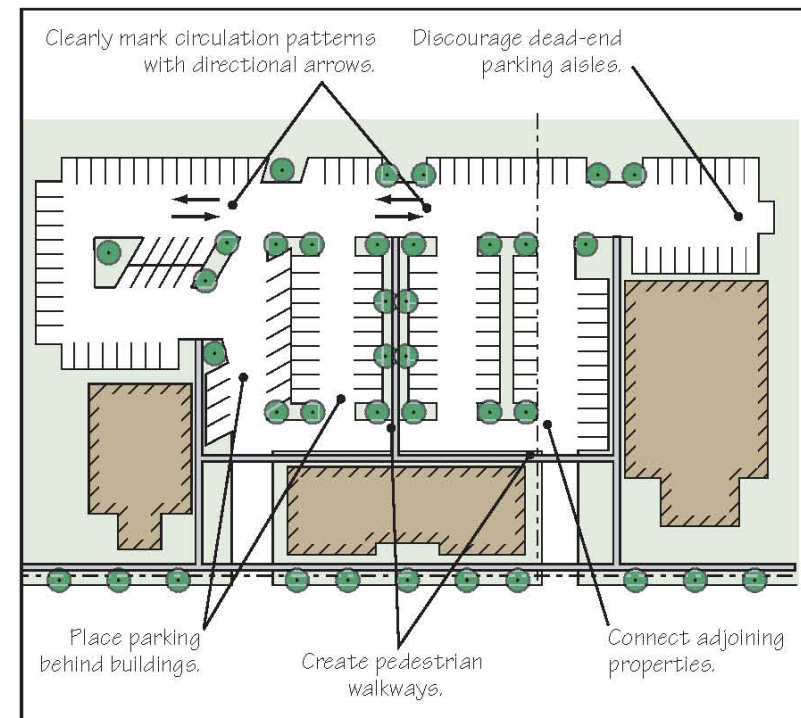 Clearly mark circulation patterns
with directional arrows.
Discourage dead-end
parking aisles.
Place parking
behind buildings.
Create pedestrian
walkways.
Connect adjoining
properties.